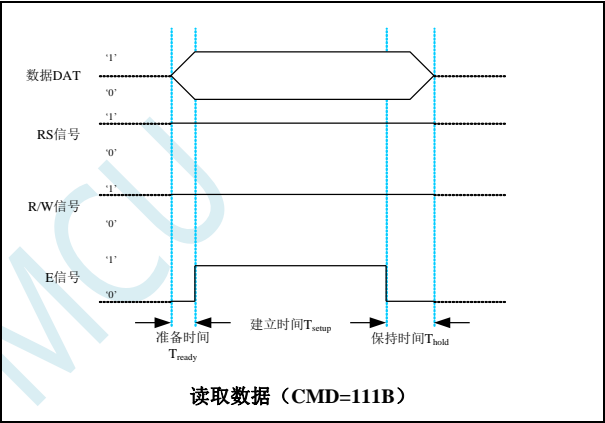 ‘1’
数据DAT
‘0’
‘1’
RS信号
‘0’
‘1’
R/W信号
‘0’
‘1’
E信号
‘0’
准备时间 建立时间Tsetup 保持时间Thold
Tready
读取数据（CMD=111B）
MCU